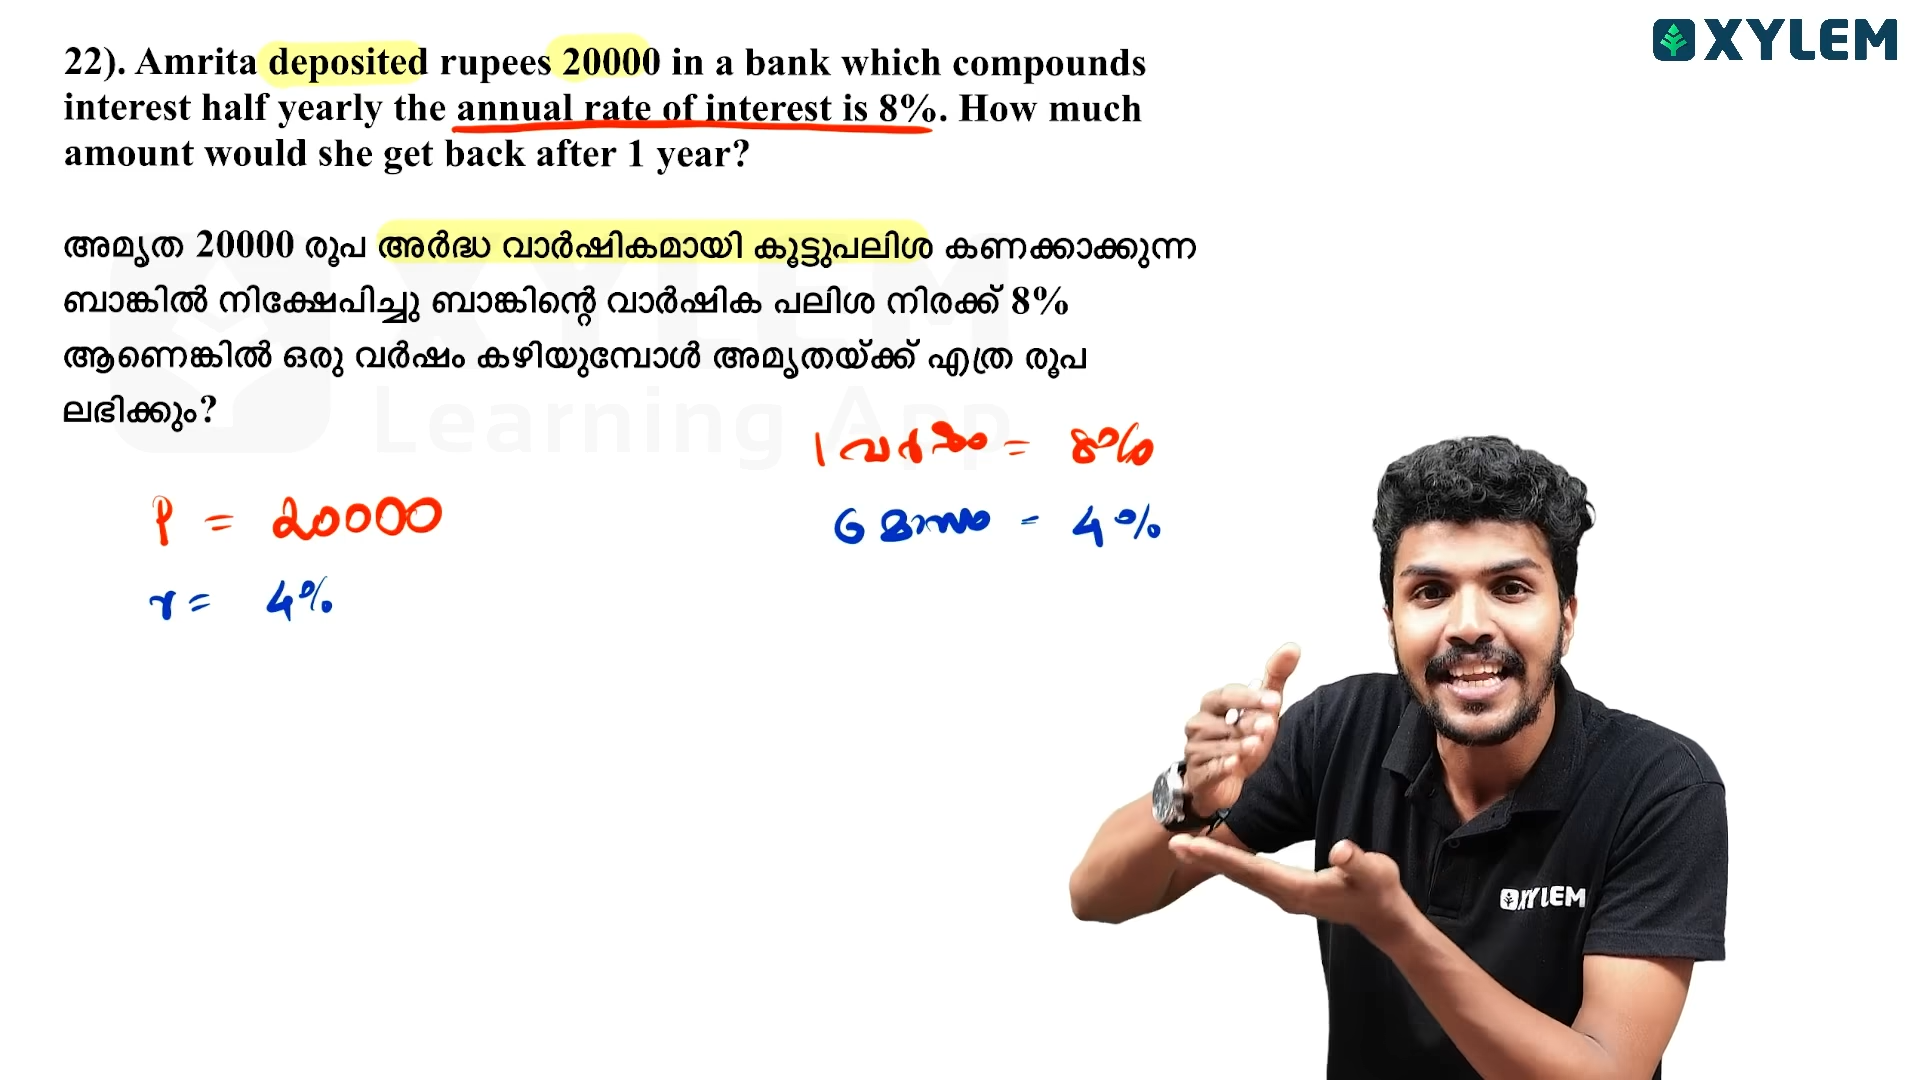 XYLEM
22). Amrita deposited rupees 20000 in a bank which compounds
interest half yearly the annual rate of interest is 8%. How much
amount would she get back after 1 year?
അമൃത 20000 രൂപ അർദ്ധ വാർഷികമായി കൂട്ടുപലിശ കണക്കാക്കുന്ന
ബാങ്കിൽ നിക്ഷേപിച്ചു ബാങ്കിന്റെ വാർഷിക പലിശ നിരക്ക് 8%
ആണെങ്കിൽ ഒരു വർഷം കഴിയുമ്പോൾ അമൃതയ്ക്ക് എത്ര രൂപ
ലഭിക്കും?
XYLEM
Learning App
1 വർഷം = 8%
6 മാസം = 4%
P = 20000
r = 4%
XYLEM